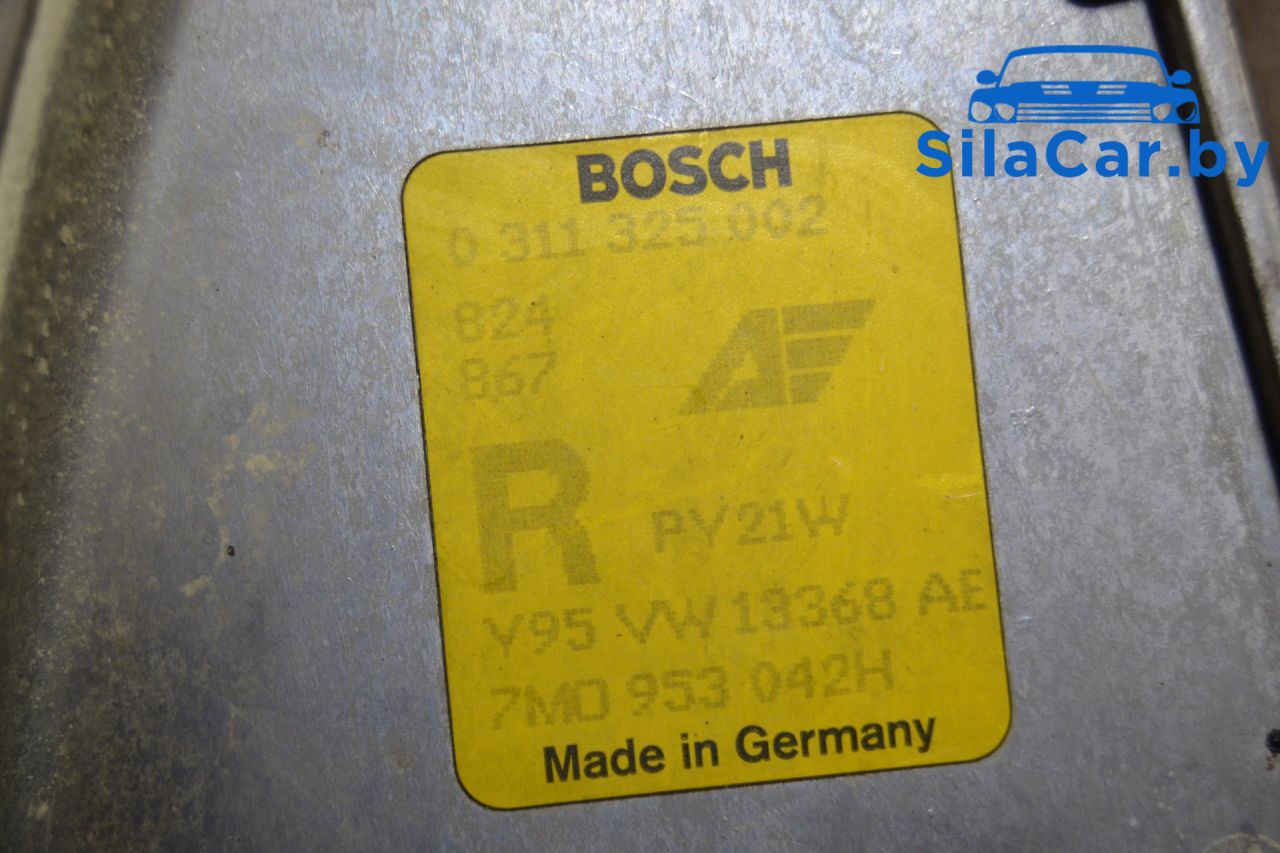 SilaCar.by
BOSCH
0 311 325 002
824
867
R
PY21W
Y95 VW 13368 AE
7M0 953 042H
Made in Germany